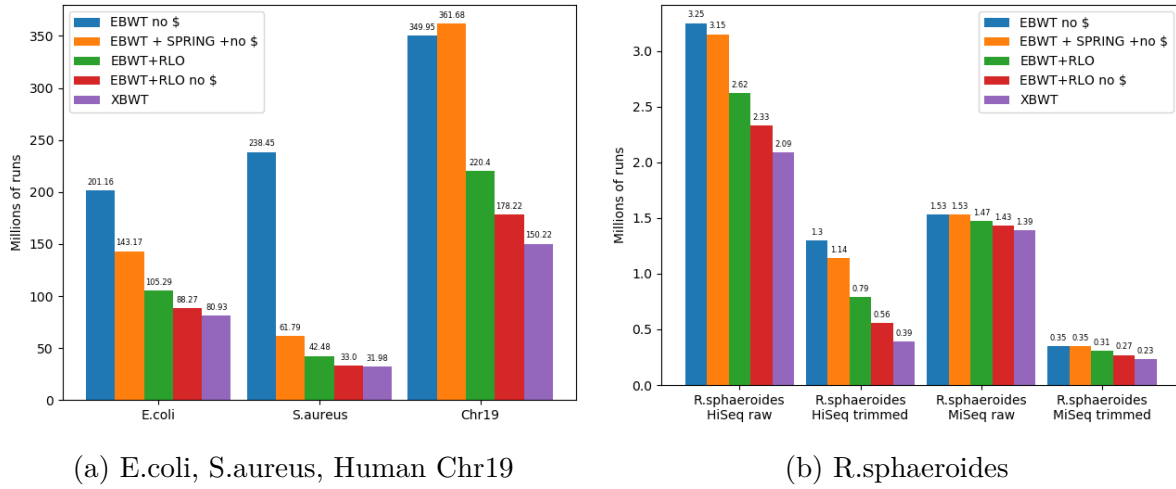 350
300
250
200
150
100
50
0
Millions of runs
EBWT no $
EBWT + SPRING +no $
EBWT+RLO
EBWT+RLO no $
XBWT
201.16
143.17
105.29
88.27
80.93
238.45
61.79
42.48
33.0
31.98
349.95
361.68
220.4
178.22
150.22
E.coli
S.aureus
Chr19
(a) E.coli, S.aureus, Human Chr19
3.0
2.5
2.0
1.5
1.0
0.5
0.0
Millions of runs
EBWT no $
EBWT + SPRING +no $
EBWT+RLO
EBWT+RLO no $
XBWT
3.25
3.15
2.62
2.33
2.09
1.3
1.14
0.79
0.56
0.39
1.53
1.53
1.47
1.43
1.39
0.35
0.35
0.31
0.27
0.23
R.sphaeroides
HiSeq raw
R.sphaeroides
HiSeq trimmed
R.sphaeroides
MiSeq raw
R.sphaeroides
MiSeq trimmed
(b) R.sphaeroides